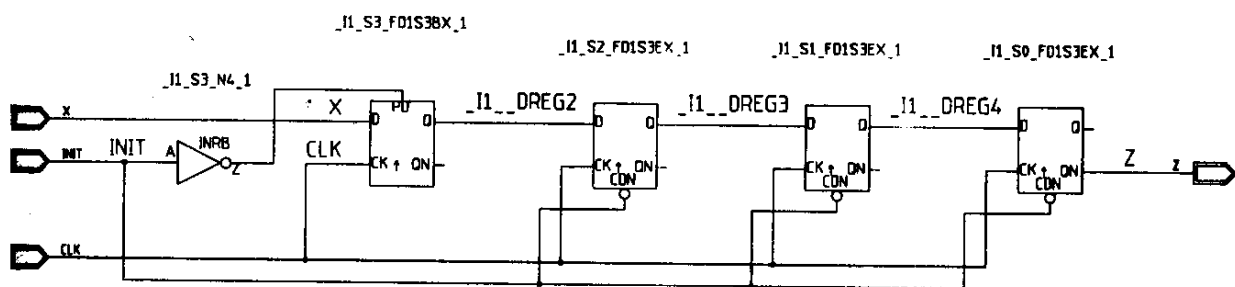 _I1_S3_FD1S3BX_1
_I1_S2_FD1S3EX_1
_I1_S1_FD1S3EX_1
_I1_S0_FD1S3EX_1
_I1_S3_N4_1
X
X
PD
D
Q
_I1__DREG2
D
Q
_I1__DREG3
D
Q
_I1__DREG4
D
Q
INIT
INIT
A
INRB
Z
CLK
CK
QN
CK
QN
CDN
CK
QN
CDN
CK
QN
CDN
Z
Z
CLK